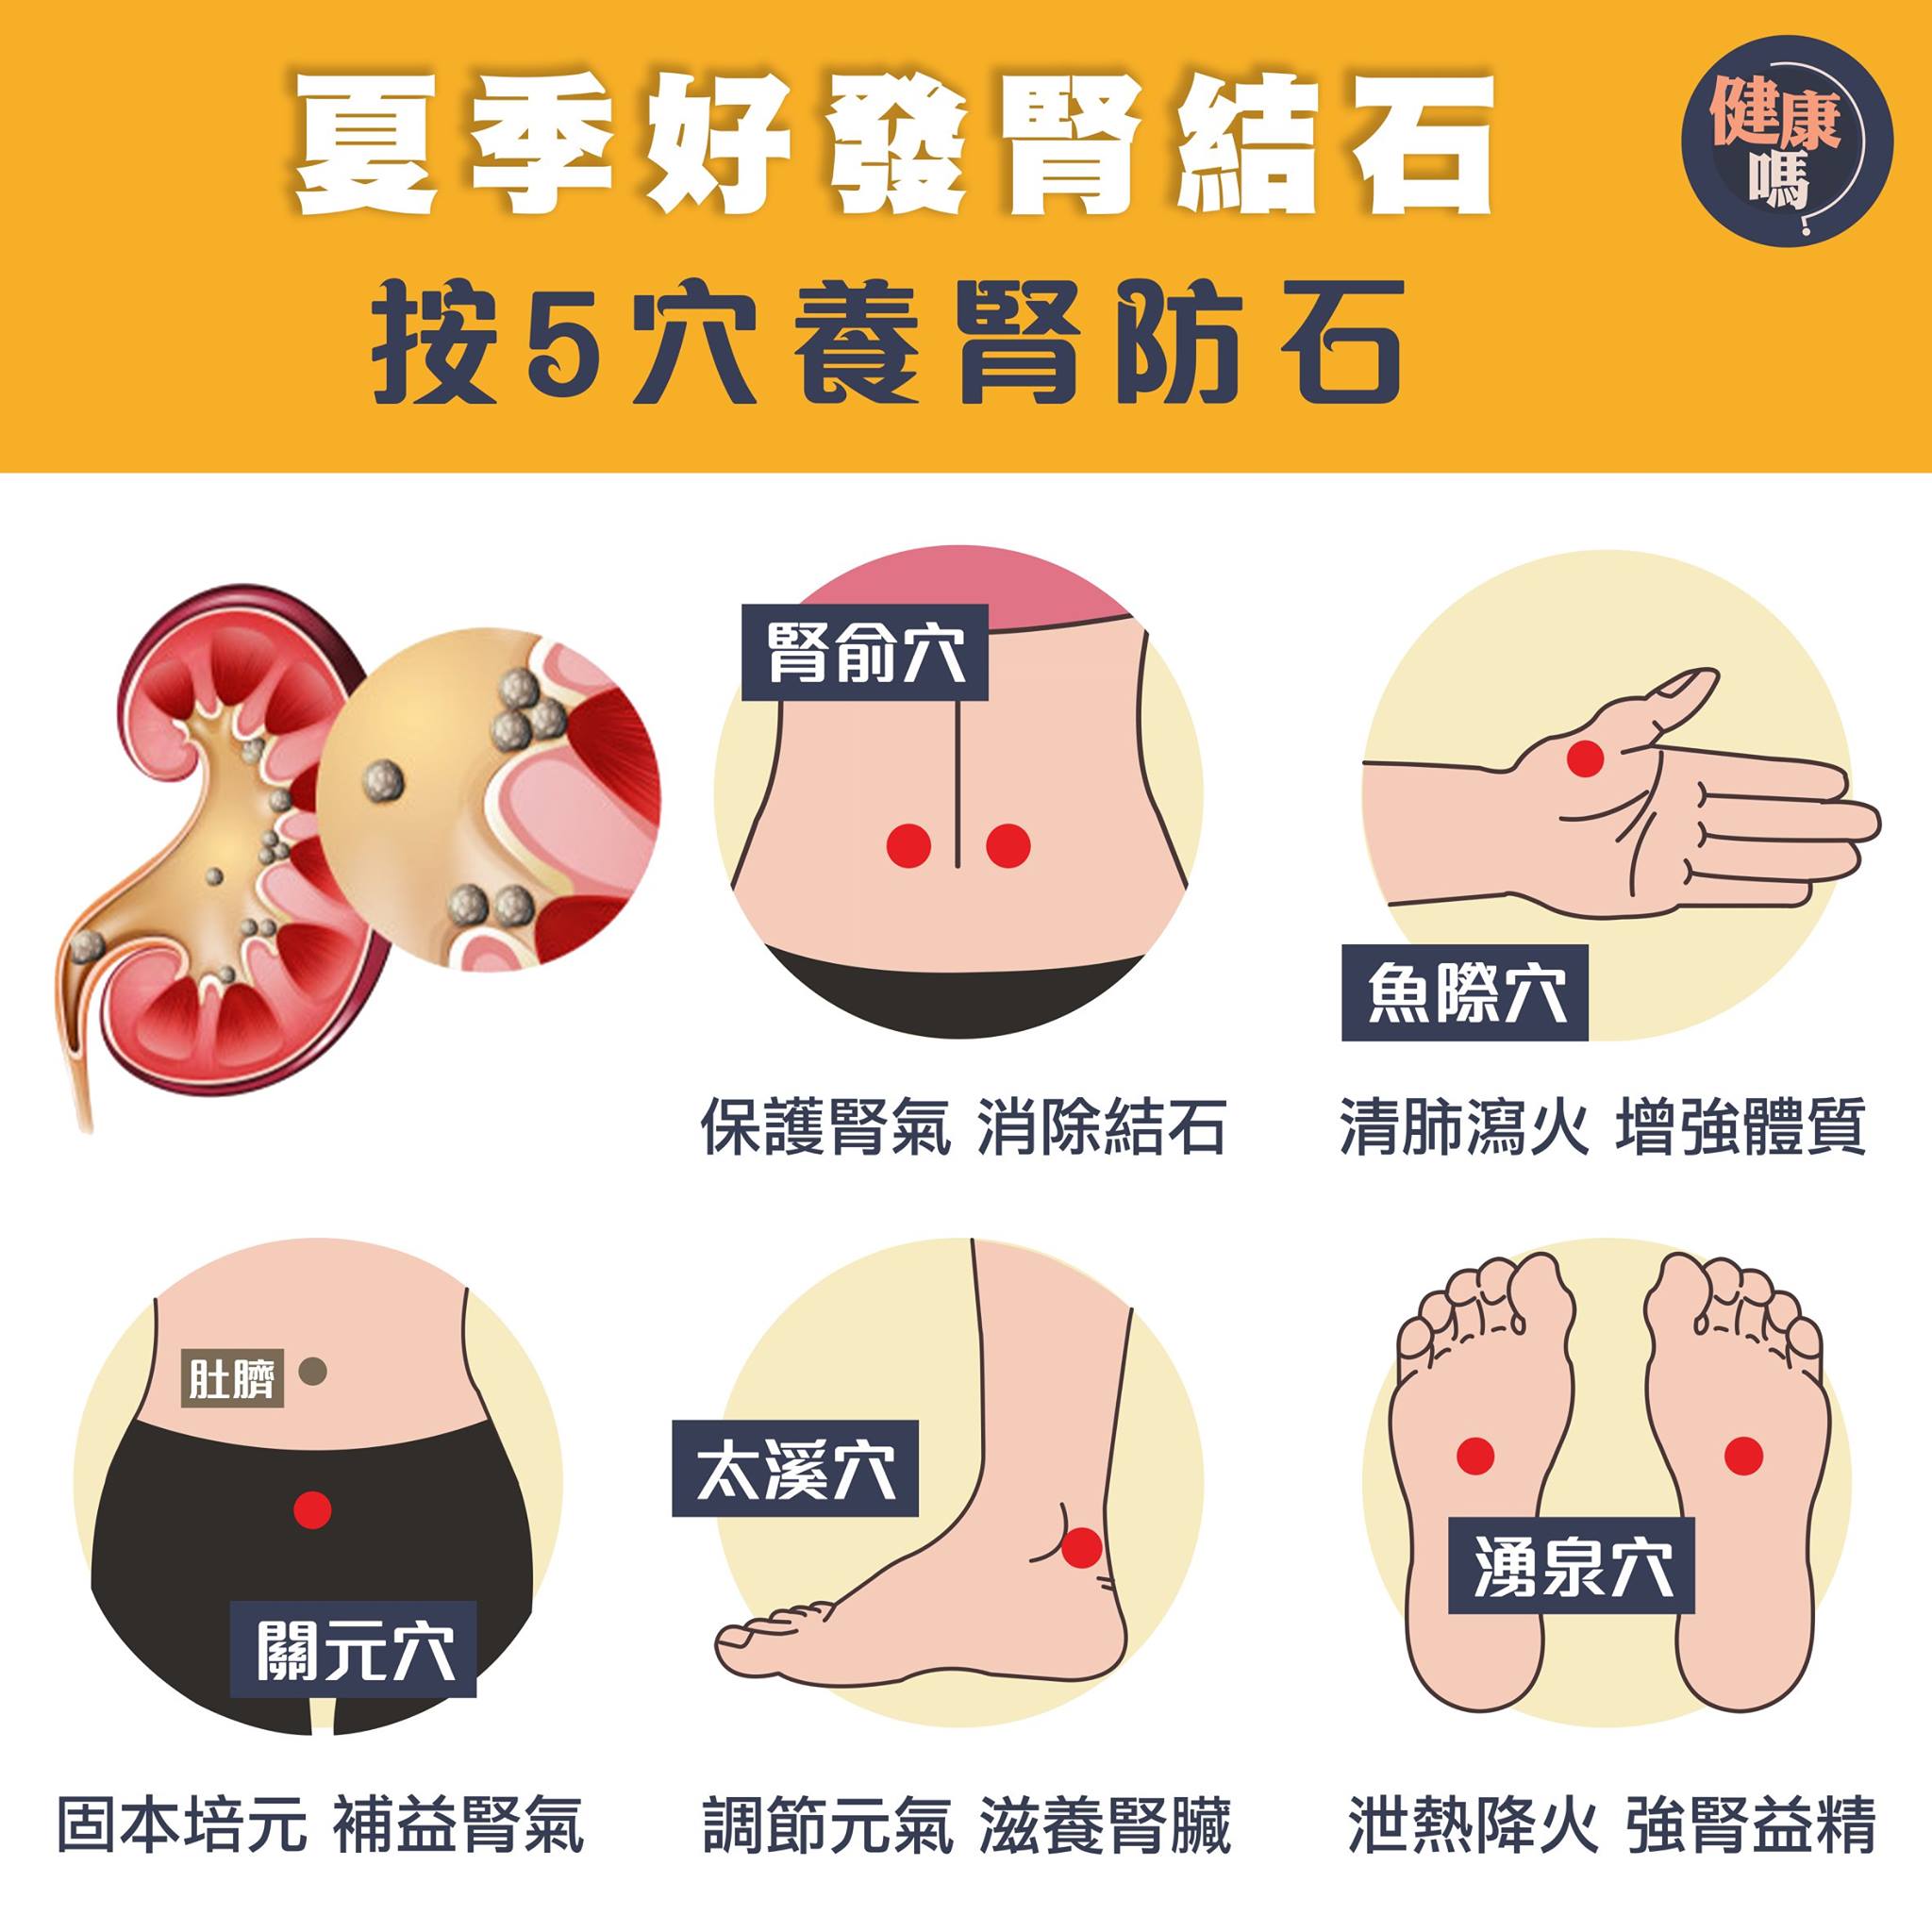 夏季好發腎結石
健康
嗎?
按5穴養腎防石
腎俞穴
保護腎氣 消除結石
魚際穴
清肺瀉火 增強體質
肚臍
關元穴
固本培元 補益腎氣
太溪穴
調節元氣 滋養腎臟
湧泉穴
泄熱降火 強腎益精